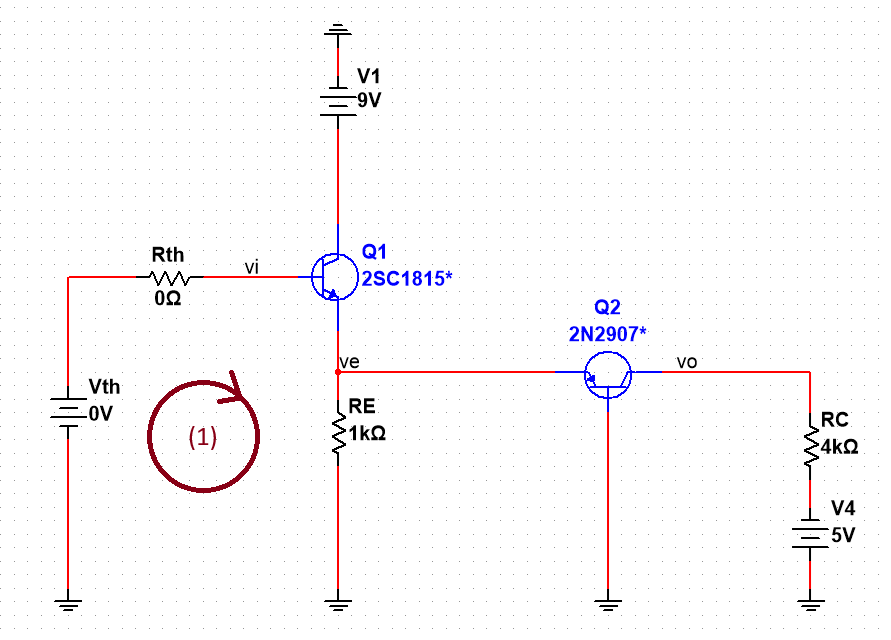 V1
9V
Q1
2SC1815*
Rth
vi
0Ω
Q2
2N2907*
ve
vo
Vth
0V
(1)
RE
1kΩ
RC
4kΩ
V4
5V